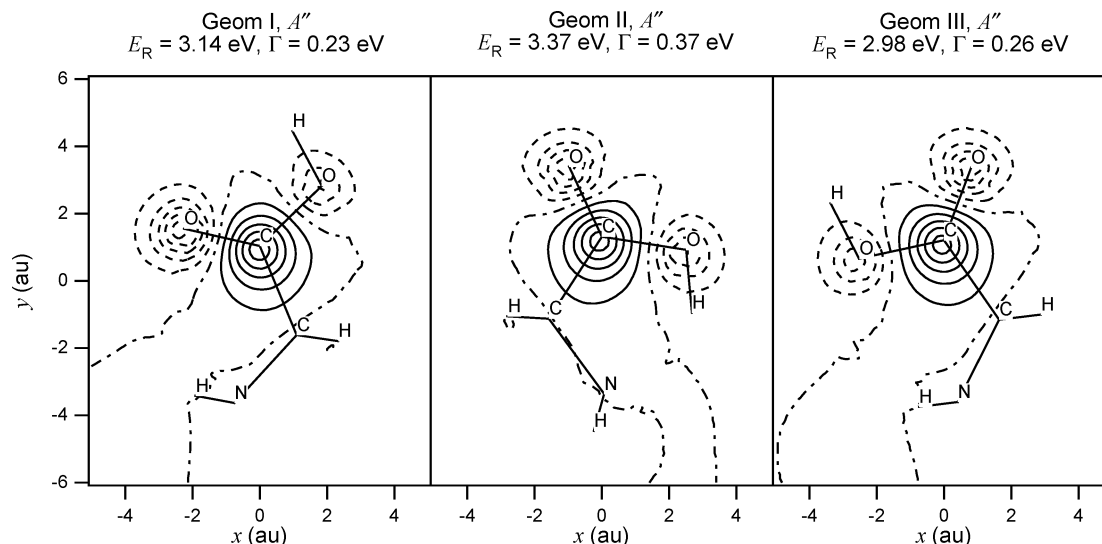 Geom I, A″
E_R = 3.14 eV, Γ = 0.23 eV
Geom II, A″
E_R = 3.37 eV, Γ = 0.37 eV
Geom III, A″
E_R = 2.98 eV, Γ = 0.26 eV
y (au)
6
4
2
0
-2
-4
-6
H
O
O
C
C
H
H
N
O
C
O
H
H
C
N
H
O
H
C
O
C
H
H
N
-4
-2
0
2
4
-4
-2
0
2
4
-4
-2
0
2
4
x (au)
x (au)
x (au)